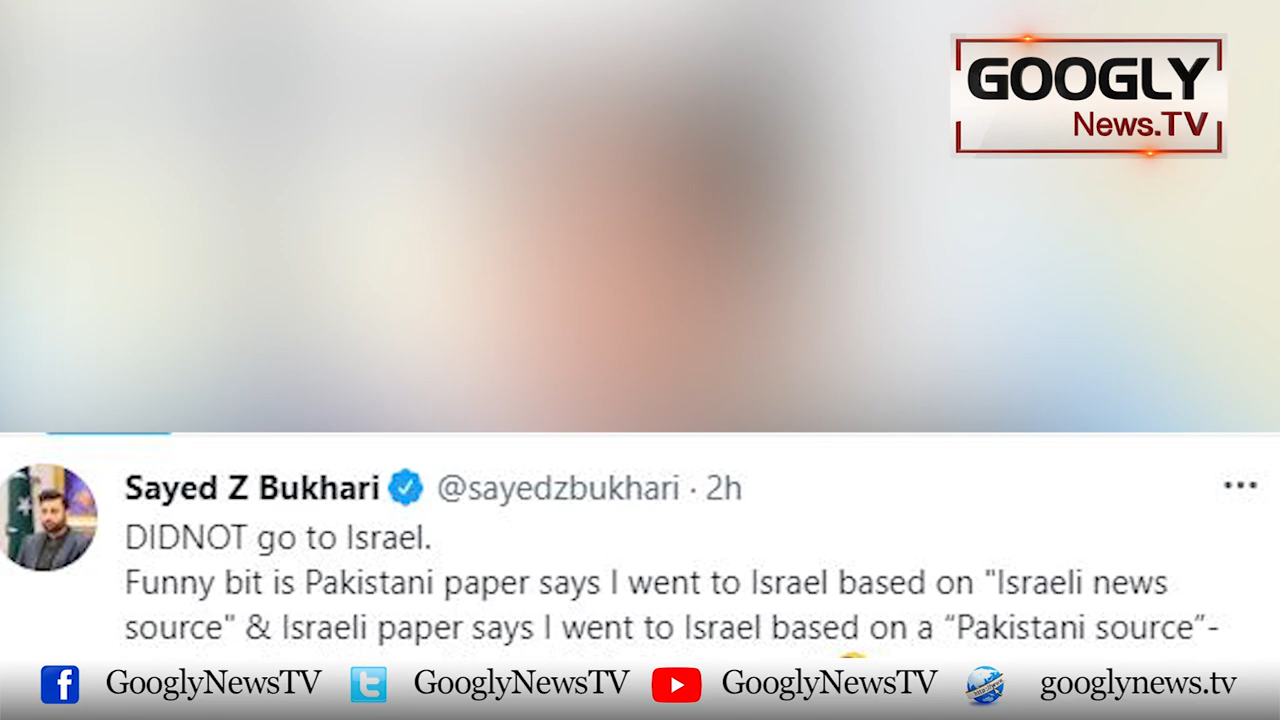 GOOGLY
News.TV
Sayed Z Bukhari @sayedzbukhari · 2h
DIDNOT go to Israel.
Funny bit is Pakistani paper says I went to Israel based on "Israeli news
source" & Israeli paper says I went to Israel based on a “Pakistani source”-
GooglyNewsTV GooglyNewsTV GooglyNewsTV googlynews.tv